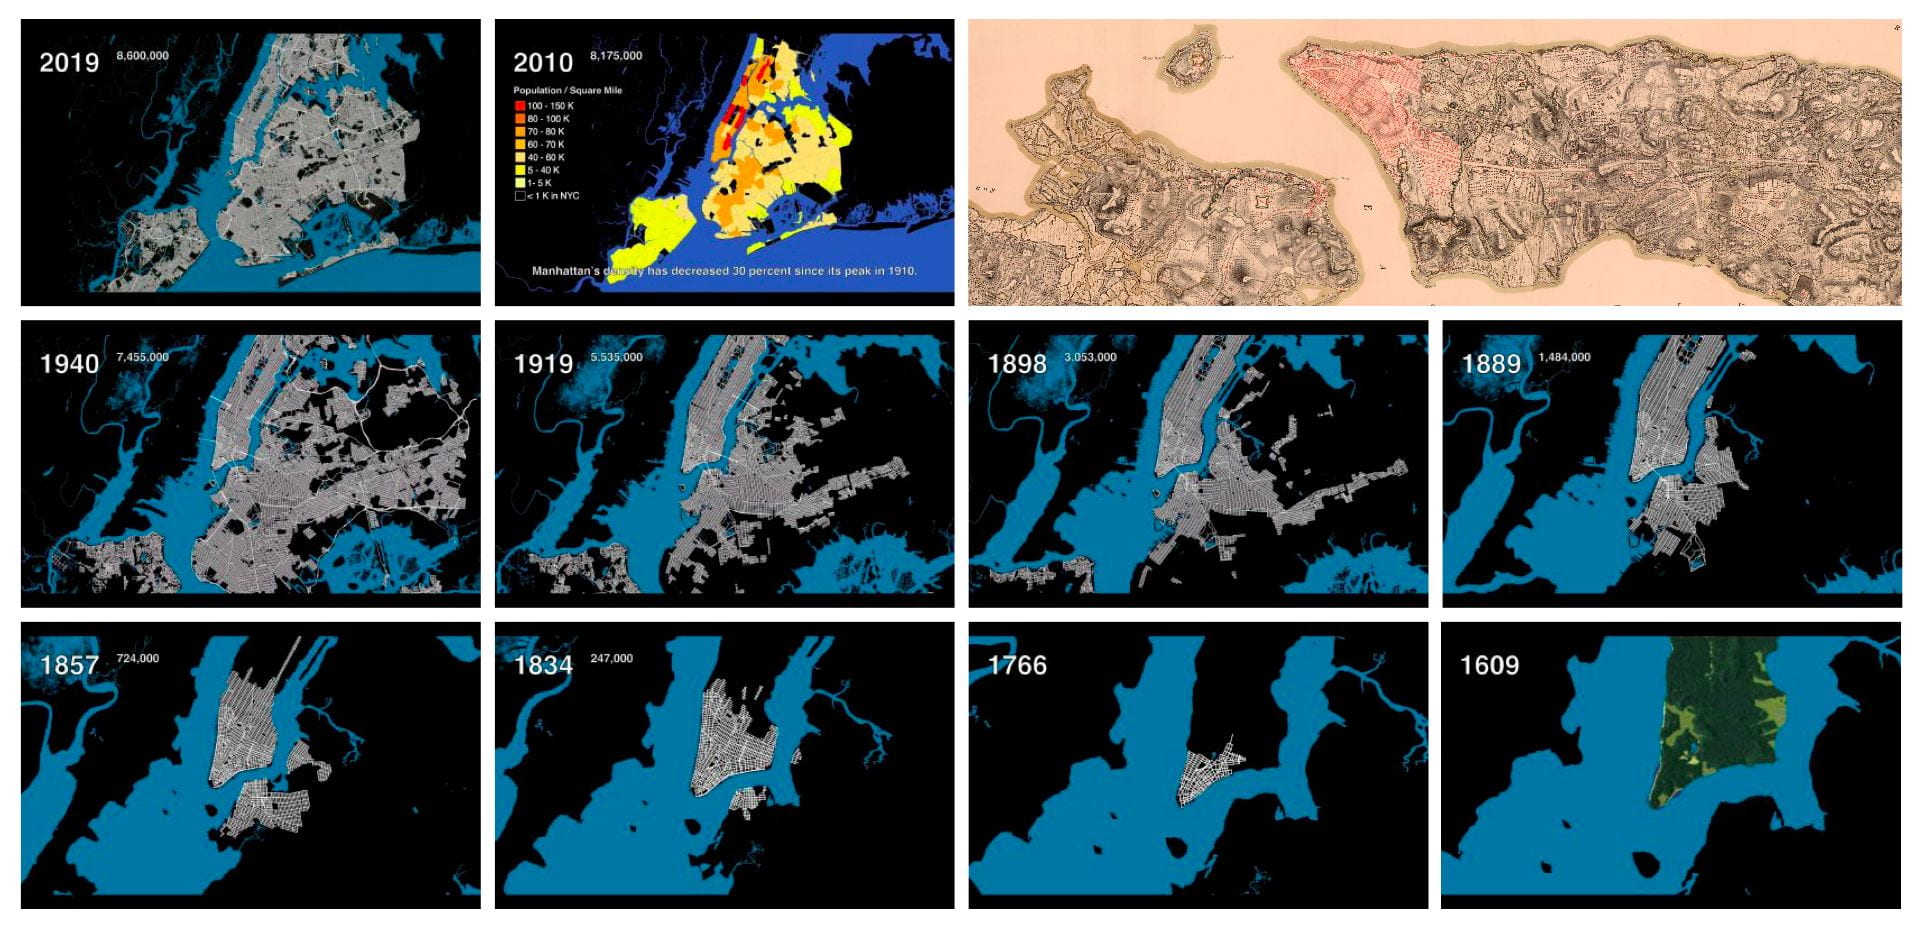 2019 8,600,000
2010 8,175,000
Population / Square Mile
100 - 150 K
80 - 100 K
70 - 80 K
60 - 70 K
40 - 60 K
5 - 40 K
1- 5 K
< 1 K in NYC
Manhattan's density has decreased 30 percent since its peak in 1910.
1940 7,455,000
1919 5,535,000
1898 3,053,000
1889 1,484,000
1857 724,000
1834 247,000
1766
1609